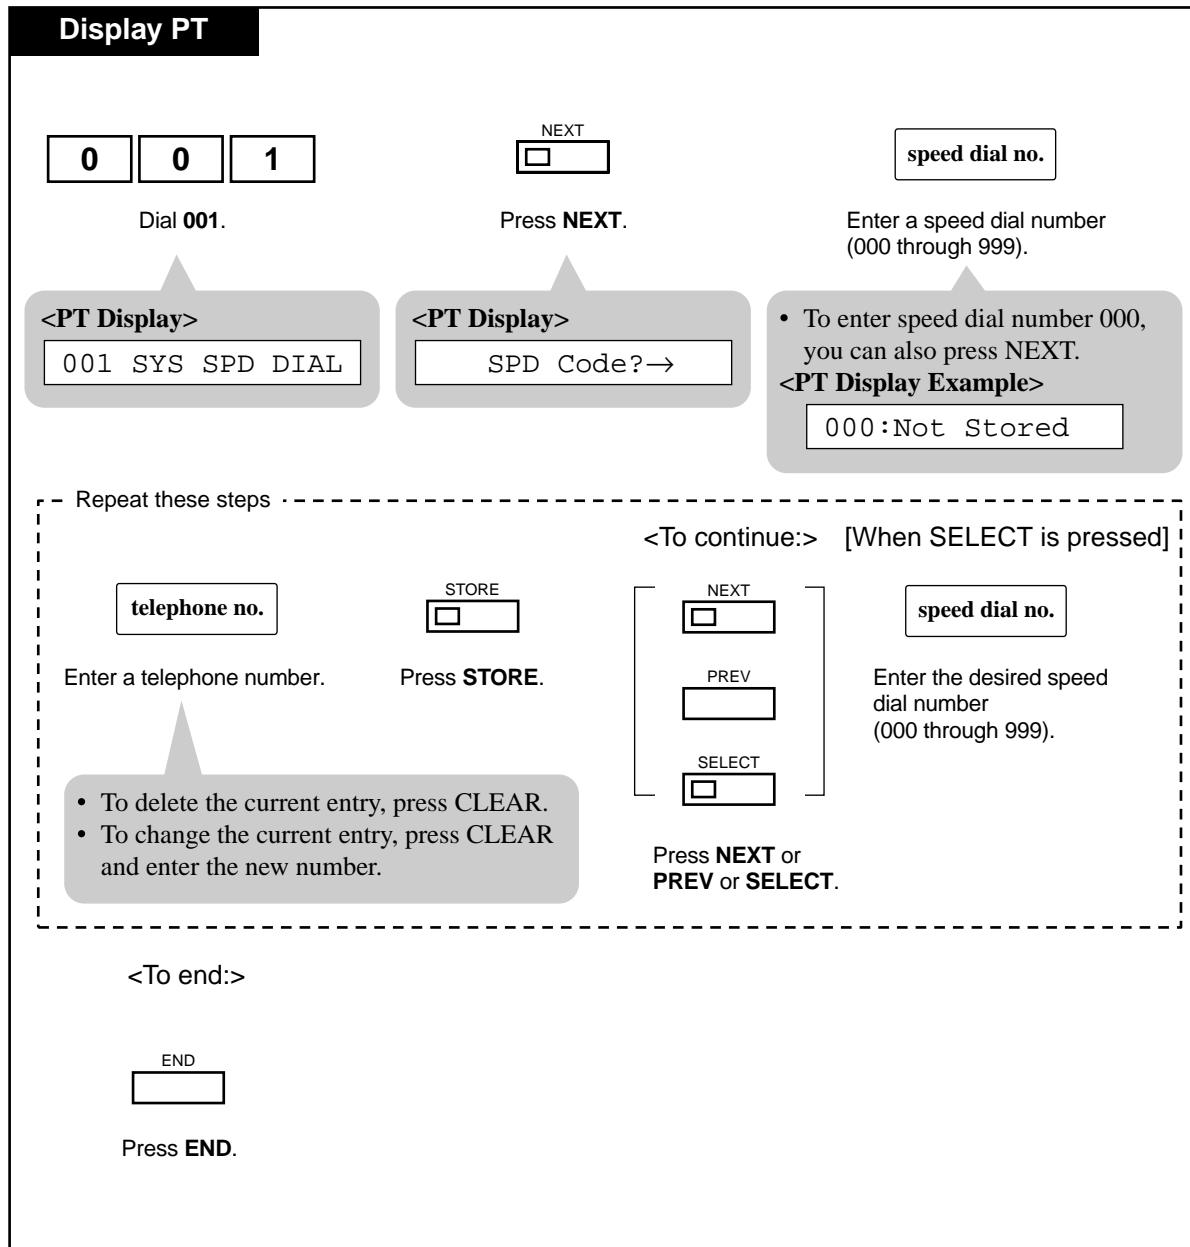 Display PT
0 0 1
NEXT
speed dial no.
Dial 001.
Press NEXT.
Enter a speed dial number
(000 through 999).
<PT Display>
001 SYS SPD DIAL
<PT Display>
SPD Code?→
• To enter speed dial number 000,
you can also press NEXT.
<PT Display Example>
000:Not Stored
Repeat these steps
<To continue:>
[When SELECT is pressed]
telephone no.
STORE
NEXT
speed dial no.
Enter a telephone number.
Press STORE.
PREV
Enter the desired speed
dial number
(000 through 999).
SELECT
• To delete the current entry, press CLEAR.
• To change the current entry, press CLEAR
and enter the new number.
Press NEXT or
PREV or SELECT.
<To end:>
END
Press END.